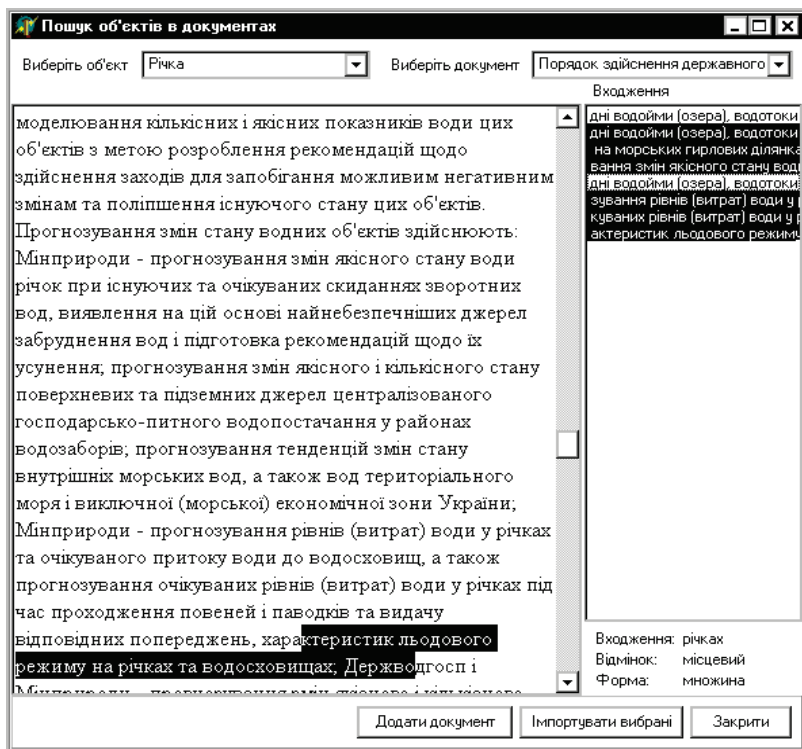 Пошук об'єктів в документах
Виберіть об'єкт Річка Виберіть документ Порядок здійснення державного
Входження
моделювання кількісних і якісних показників води цих
об'єктів з метою розроблення рекомендацій щодо
здійснення заходів для запобігання можливим негативним
змінам та поліпшення існуючого стану цих об'єктів.
Прогнозування змін стану водних об'єктів здійснюють:
Мінприроди - прогнозування змін якісного стану води
річок при існуючих та очікуваних скиданнях зворотних
вод, виявлення на цій основі найнебезпечніших джерел
забруднення вод і підготовка рекомендацій щодо їх
усунення; прогнозування змін якісного і кількісного стану
поверхневих та підземних джерел централізованого
господарсько-питного водопостачання у районах
водозаборів; прогнозування тенденцій змін стану
внутрішніх морських вод, а також вод територіального
моря і виключної (морської) економічної зони України;
Мінприроди - прогнозування рівнів (витрат) води у річках
та очікуваного притоку води до водосховищ, а також
прогнозування очікуваних рівнів (витрат) води у річках під
час проходження повеней і паводків та видачу
відповідних попереджень, характеристик льодового
режиму на річках та водосховищах; Держводгосп і
дні водойми (озера), водотоки
дні водойми (озера), водотоки
на морських гирлових ділянка
вання змін якісного стану вод
дні водойми (озера), водотоки
зування рівнів (витрат) води у
куваних рівнів (витрат) води у
актеристик льодового режиму
Входження: річках
Відмінок: місцевий
Форма: множина
Додати документ Імпортувати вибрані Закрити